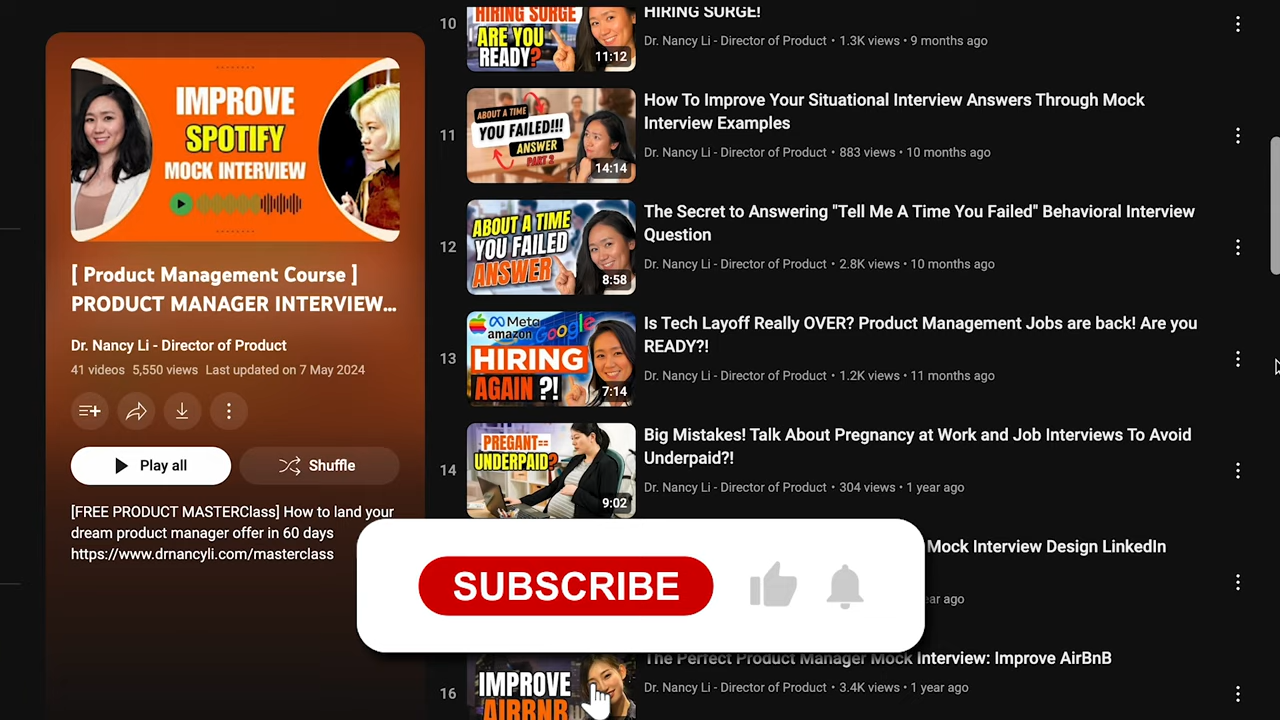 IMPROVE
SPOTIFY
MOCK INTERVIEW
[ Product Management Course ]
PRODUCT MANAGER INTERVIEW...
Dr. Nancy Li - Director of Product
41 videos 5,550 views Last updated on 7 May 2024
Play all
Shuffle
[FREE PRODUCT MASTERClass] How to land your
dream product manager offer in 60 days
https://www.drnancyli.com/masterclass
10
HIRING SURGE
ARE YOU
READY?
11:12
HIRING SURGE!
Dr. Nancy Li - Director of Product • 1.3K views • 9 months ago
11
ABOUT A TIME
YOU FAILED!!!
ANSWER
PART 2
14:14
How To Improve Your Situational Interview Answers Through Mock
Interview Examples
Dr. Nancy Li - Director of Product • 883 views • 10 months ago
12
ABOUT A TIME
YOU FAILED
ANSWER
8:58
The Secret to Answering "Tell Me A Time You Failed" Behavioral Interview
Question
Dr. Nancy Li - Director of Product • 2.8K views • 10 months ago
13
Meta
amazon Google
HIRING
AGAIN ?!
7:14
Is Tech Layoff Really OVER? Product Management Jobs are back! Are you
READY?!
Dr. Nancy Li - Director of Product • 1.2K views • 11 months ago
14
PREGANT==
UNDERPAID?
9:02
Big Mistakes! Talk About Pregnancy at Work and Job Interviews To Avoid
Underpaid?!
Dr. Nancy Li - Director of Product • 304 views • 1 year ago
Mock Interview Design LinkedIn
ago
SUBSCRIBE
16
IMPROVE
AIRBNB
The Perfect Product Manager Mock Interview: Improve AirBnB
Dr. Nancy Li - Director of Product • 3.4K views • 1 year ago